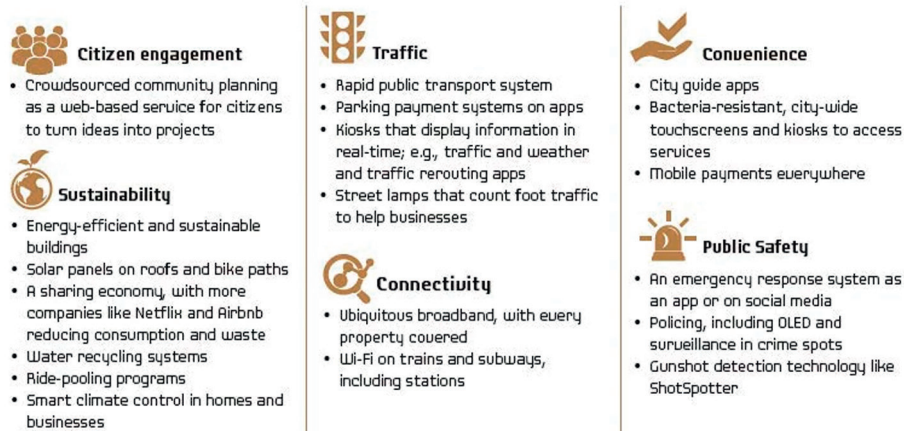 Citizen engagement
• Crowdsourced community planning
as a web-based service for citizens
to turn ideas into projects
Sustainability
• Energy-efficient and sustainable
buildings
• Solar panels on roofs and bike paths
• A sharing economy, with more
companies like Netflix and Airbnb
reducing consumption and waste
• Water recycling systems
• Ride-pooling programs
• Smart climate control in homes and
businesses
Traffic
• Rapid public transport system
• Parking payment systems on apps
• Kiosks that display information in
real-time; e.g., traffic and weather
and traffic rerouting apps
• Street lamps that count foot traffic
to help businesses
Connectivity
• Ubiquitous broadband, with every
property covered
• Wi-Fi on trains and subways,
including stations
Convenience
• City guide apps
• Bacteria-resistant, city-wide
touchscreens and kiosks to access
services
• Mobile payments everywhere
Public Safety
• An emergency response system as
an app or on social media
• Policing, including OLED and
surveillance in crime spots
• Gunshot detection technology like
ShotSpotter